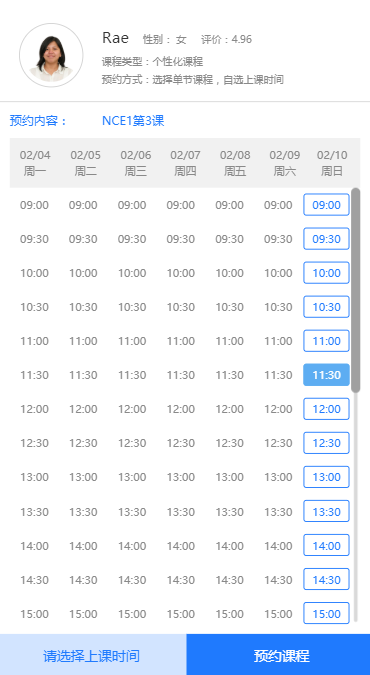 Rae 性别： 女 评价：4.96
课程类型：个性化课程
预约方式：选择单节课程，自选上课时间
预约内容： NCE1第3课
02/04 02/05 02/06 02/07 02/08 02/09 02/10
周一 周二 周三 周四 周五 周六 周日
09:00 09:00 09:00 09:00 09:00 09:00 09:00
09:30 09:30 09:30 09:30 09:30 09:30 09:30
10:00 10:00 10:00 10:00 10:00 10:00 10:00
10:30 10:30 10:30 10:30 10:30 10:30 10:30
11:00 11:00 11:00 11:00 11:00 11:00 11:00
11:30 11:30 11:30 11:30 11:30 11:30 11:30
12:00 12:00 12:00 12:00 12:00 12:00 12:00
12:30 12:30 12:30 12:30 12:30 12:30 12:30
13:00 13:00 13:00 13:00 13:00 13:00 13:00
13:30 13:30 13:30 13:30 13:30 13:30 13:30
14:00 14:00 14:00 14:00 14:00 14:00 14:00
14:30 14:30 14:30 14:30 14:30 14:30 14:30
15:00 15:00 15:00 15:00 15:00 15:00 15:00
请选择上课时间 预约课程